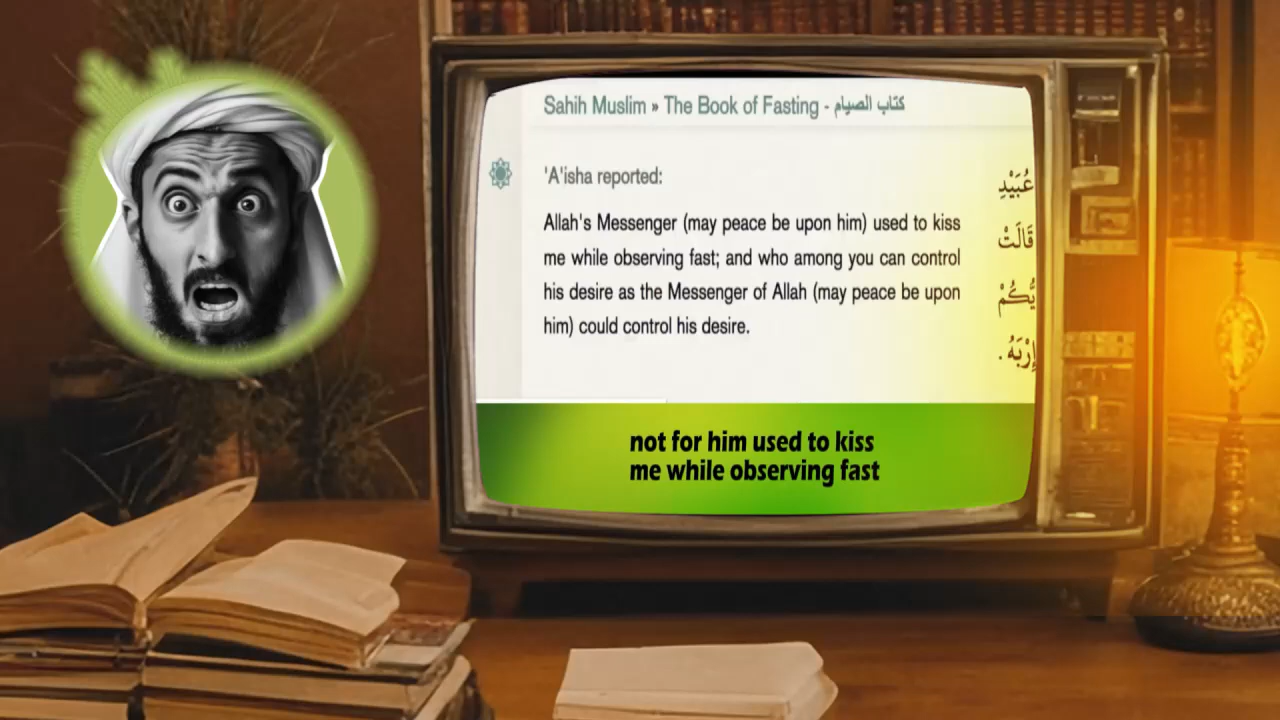 Sahih Muslim » The Book of Fasting - كتاب الصيام
'A'isha reported:
Allah's Messenger (may peace be upon him) used to kiss
me while observing fast; and who among you can control
his desire as the Messenger of Allah (may peace be upon
him) could control his desire.
عُبَيْدِ
قَالَتْ
يُّكُمْ
إِرْبَهُ .
not for him used to kiss
me while observing fast